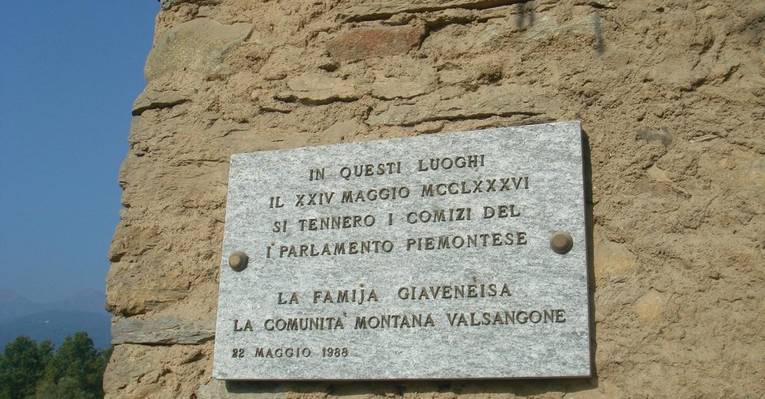 IN QUESTI LUOGHI
IL XXIV MAGGIO MCCLXXXVI
SI TENNERO I COMIZI DEL
I° PARLAMENTO PIEMONTESE
LA FAMIJA GIAVENÈISA
LA COMUNITA' MONTANA VALSANGONE
22 MAGGIO 1988